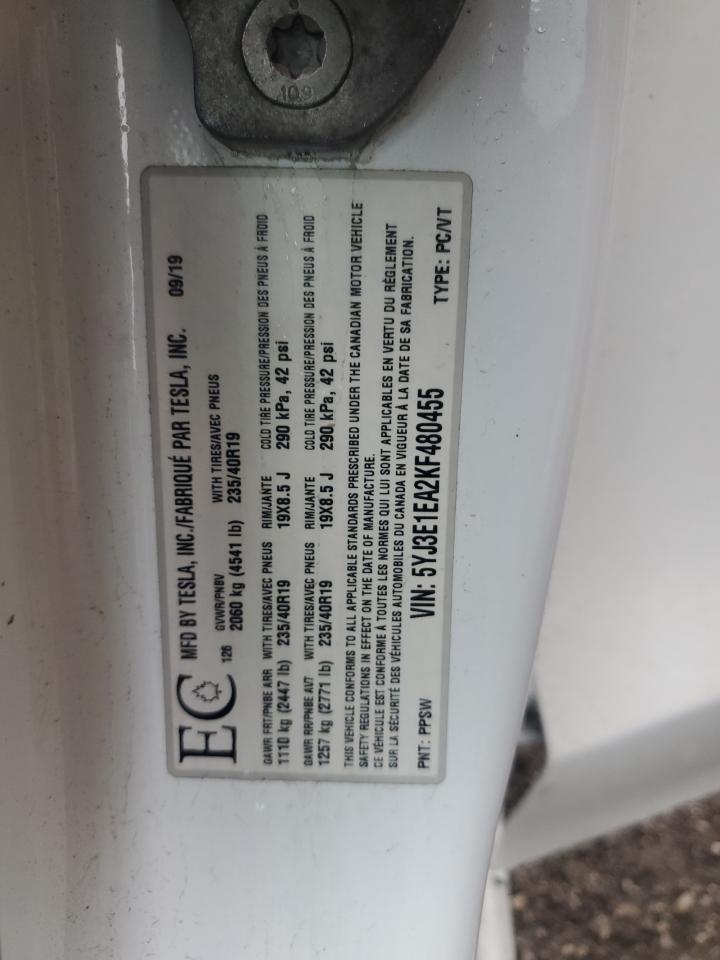 10.9
EC
126
MFD BY TESLA, INC./FABRIQUÉ PAR TESLA, INC. 09/19
GVWR/PNBV WITH TIRES/AVEC PNEUS
2060 kg (4541 lb) 235/40R19
GAWR FRT/PNBE ARR WITH TIRES/AVEC PNEUS RIM/JANTE COLD TIRE PRESSURE/PRESSION DES PNEUS À FROID
1110 kg (2447 lb) 235/40R19 19X8.5 J 290 kPa, 42 psi
GAWR RR/PNBE AVT WITH TIRES/AVEC PNEUS RIM/JANTE COLD TIRE PRESSURE/PRESSION DES PNEUS À FROID
1257 kg (2771 lb) 235/40R19 19X8.5 J 290 kPa, 42 psi
THIS VEHICLE CONFORMS TO ALL APPLICABLE STANDARDS PRESCRIBED UNDER THE CANADIAN MOTOR VEHICLE
SAFETY REGULATIONS IN EFFECT ON THE DATE OF MANUFACTURE.
CE VÉHICULE EST CONFORME À TOUTES LES NORMES QUI LUI SONT APPLICABLES EN VERTU DU RÈGLEMENT
SUR LA SÉCURITÉ DES VÉHICULES AUTOMOBILES DU CANADA EN VIGUEUR À LA DATE DE SA FABRICATION.
VIN: 5YJ3E1EA2KF480455
PNT: PPSW TYPE: PC/VT